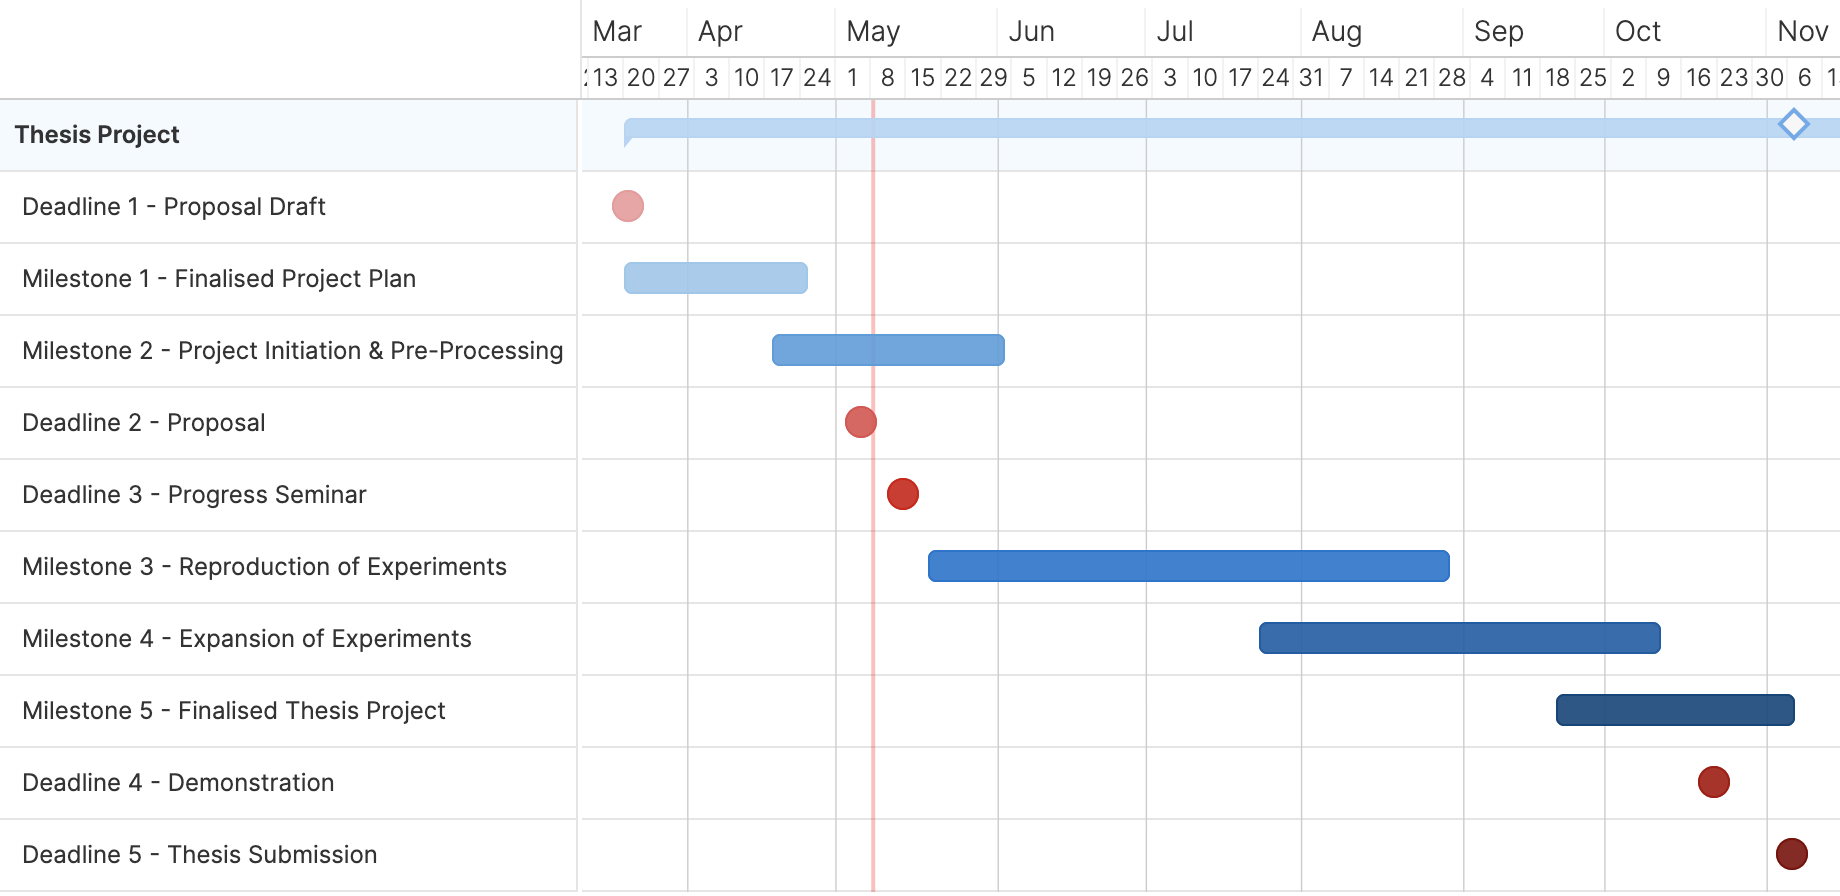 Mar Apr May Jun Jul Aug Sep Oct Nov
13 20 27 3 10 17 24 1 8 15 22 29 5 12 19 26 3 10 17 24 31 7 14 21 28 4 11 18 25 2 9 16 23 30 6
Thesis Project
Deadline 1 - Proposal Draft
Milestone 1 - Finalised Project Plan
Milestone 2 - Project Initiation & Pre-Processing
Deadline 2 - Proposal
Deadline 3 - Progress Seminar
Milestone 3 - Reproduction of Experiments
Milestone 4 - Expansion of Experiments
Milestone 5 - Finalised Thesis Project
Deadline 4 - Demonstration
Deadline 5 - Thesis Submission